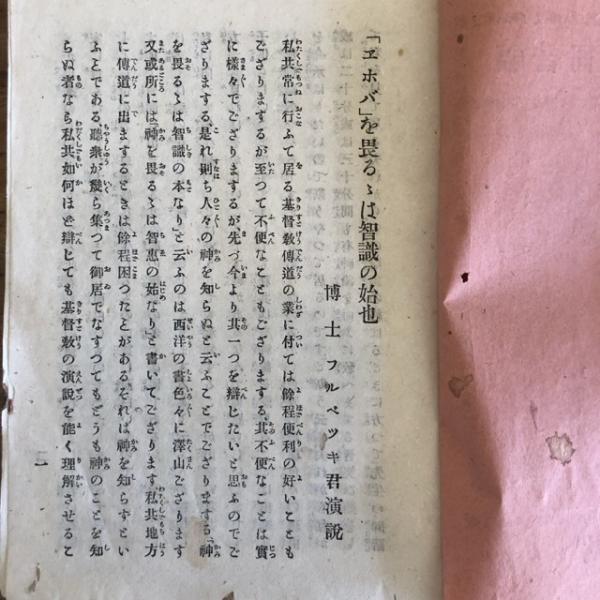 「ヱホバ」を畏るゝは智識の始也
博士 フルベツキ君演說
私共常に行ふて居る基督敎傳道の業に付ては餘程便利の好いことも
ござりまするが至つて不便なこともござりまする、其不便なことは實
に樣々でござりまするが先づ今より其一つを辯じたいと思ふのでご
ざりまする、是れ則ち人々の神を知らぬと云ふことでござります「神
を畏るゝは智識の本なり」と云ふのは西洋の書色々に澤山ござります
又或所には「神を畏るゝは智惠の始なり」と書いてござります、私共地方
に傳道に出まするときは餘程困つたとがある、それは神を知らずとい
ふとである、聽衆が幾ら集つて御居でなすつてもどうも神のことを知
らぬ者なら私共如何ほど辯じても基督敎の演說を能く理解させるこ
一